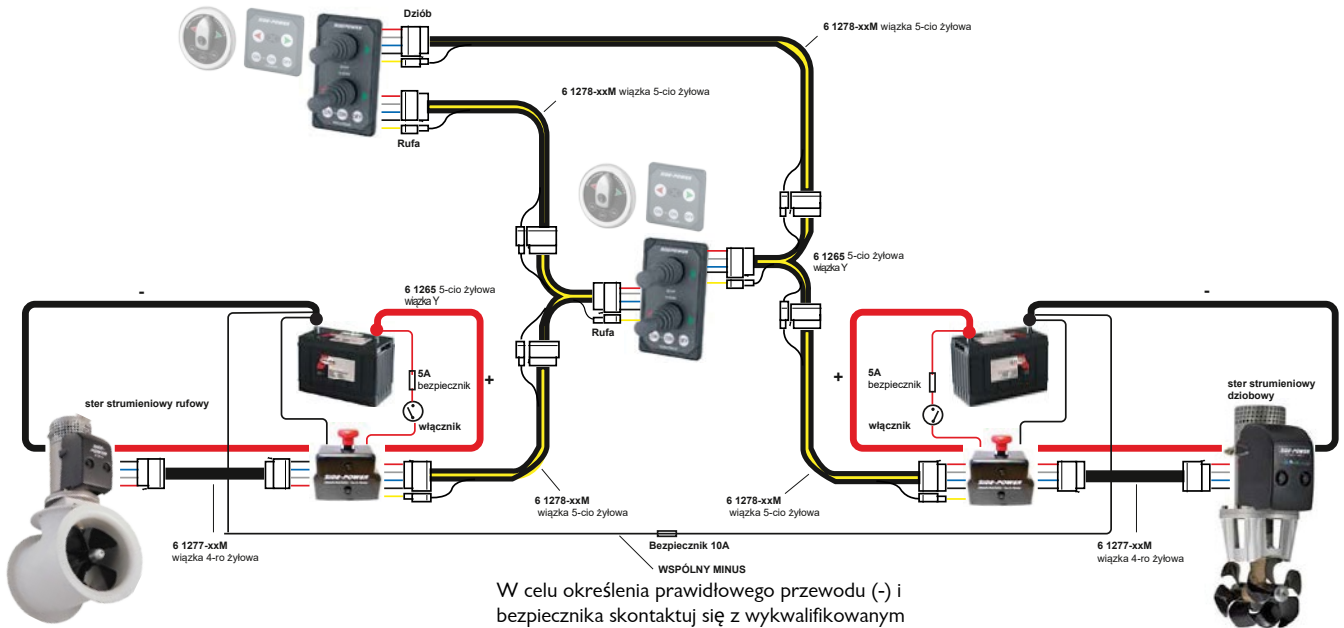 Dziób
6 1278-xxM wiązka 5-cio żyłowa
6 1278-xxM wiązka 5-cio żyłowa
Rufa
6 1265 5-cio żyłowa
wiązka Y
-
6 1265 5-cio żyłowa
wiązka Y
Rufa
-
5A
bezpiecznik
+
włącznik
ster strumieniowy rufowy
5A
bezpiecznik
+
włącznik
ster strumieniowy
dziobowy
SIDE-POWER
SIDE-POWER
6 1278-xxM
wiązka 5-cio żyłowa
6 1278-xxM
wiązka 5-cio żyłowa
6 1277-xxM
wiązka 4-ro żyłowa
Bezpiecznik 10A
6 1277-xxM
wiązka 4-ro żyłowa
WSPÓLNY MINUS
W celu określenia prawidłowego przewodu (-) i
bezpiecznika skontaktuj się z wykwalifikowanym